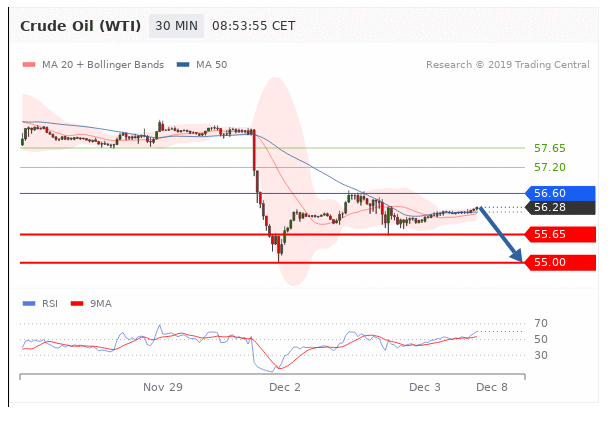 Crude Oil (WTI) 30 MIN 08:53:55 CET
MA 20 + Bollinger Bands MA 50 Research © 2019 Trading Central
57.65
57.20
56.60
56.28
55.65
55.00
RSI 9MA
70
50
30
Nov 29 Dec 2 Dec 3 Dec 8